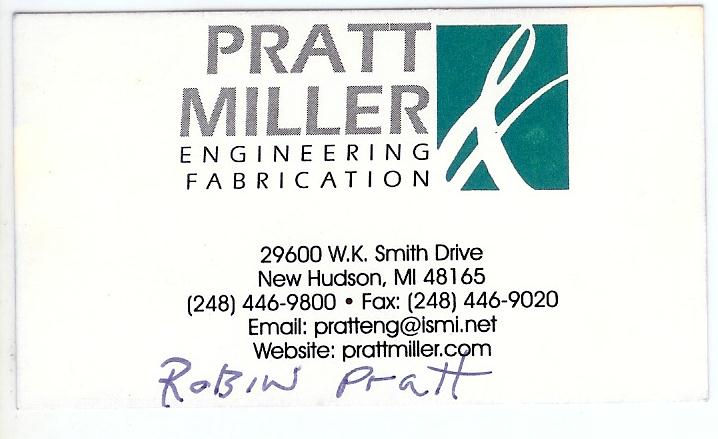 PRATT
MILLER
&
ENGINEERING
FABRICATION
29600 W.K. Smith Drive
New Hudson, MI 48165
(248) 446-9800 • Fax: (248) 446-9020
Email: pratteng@ismi.net
Website: prattmiller.com
Robin Pratt